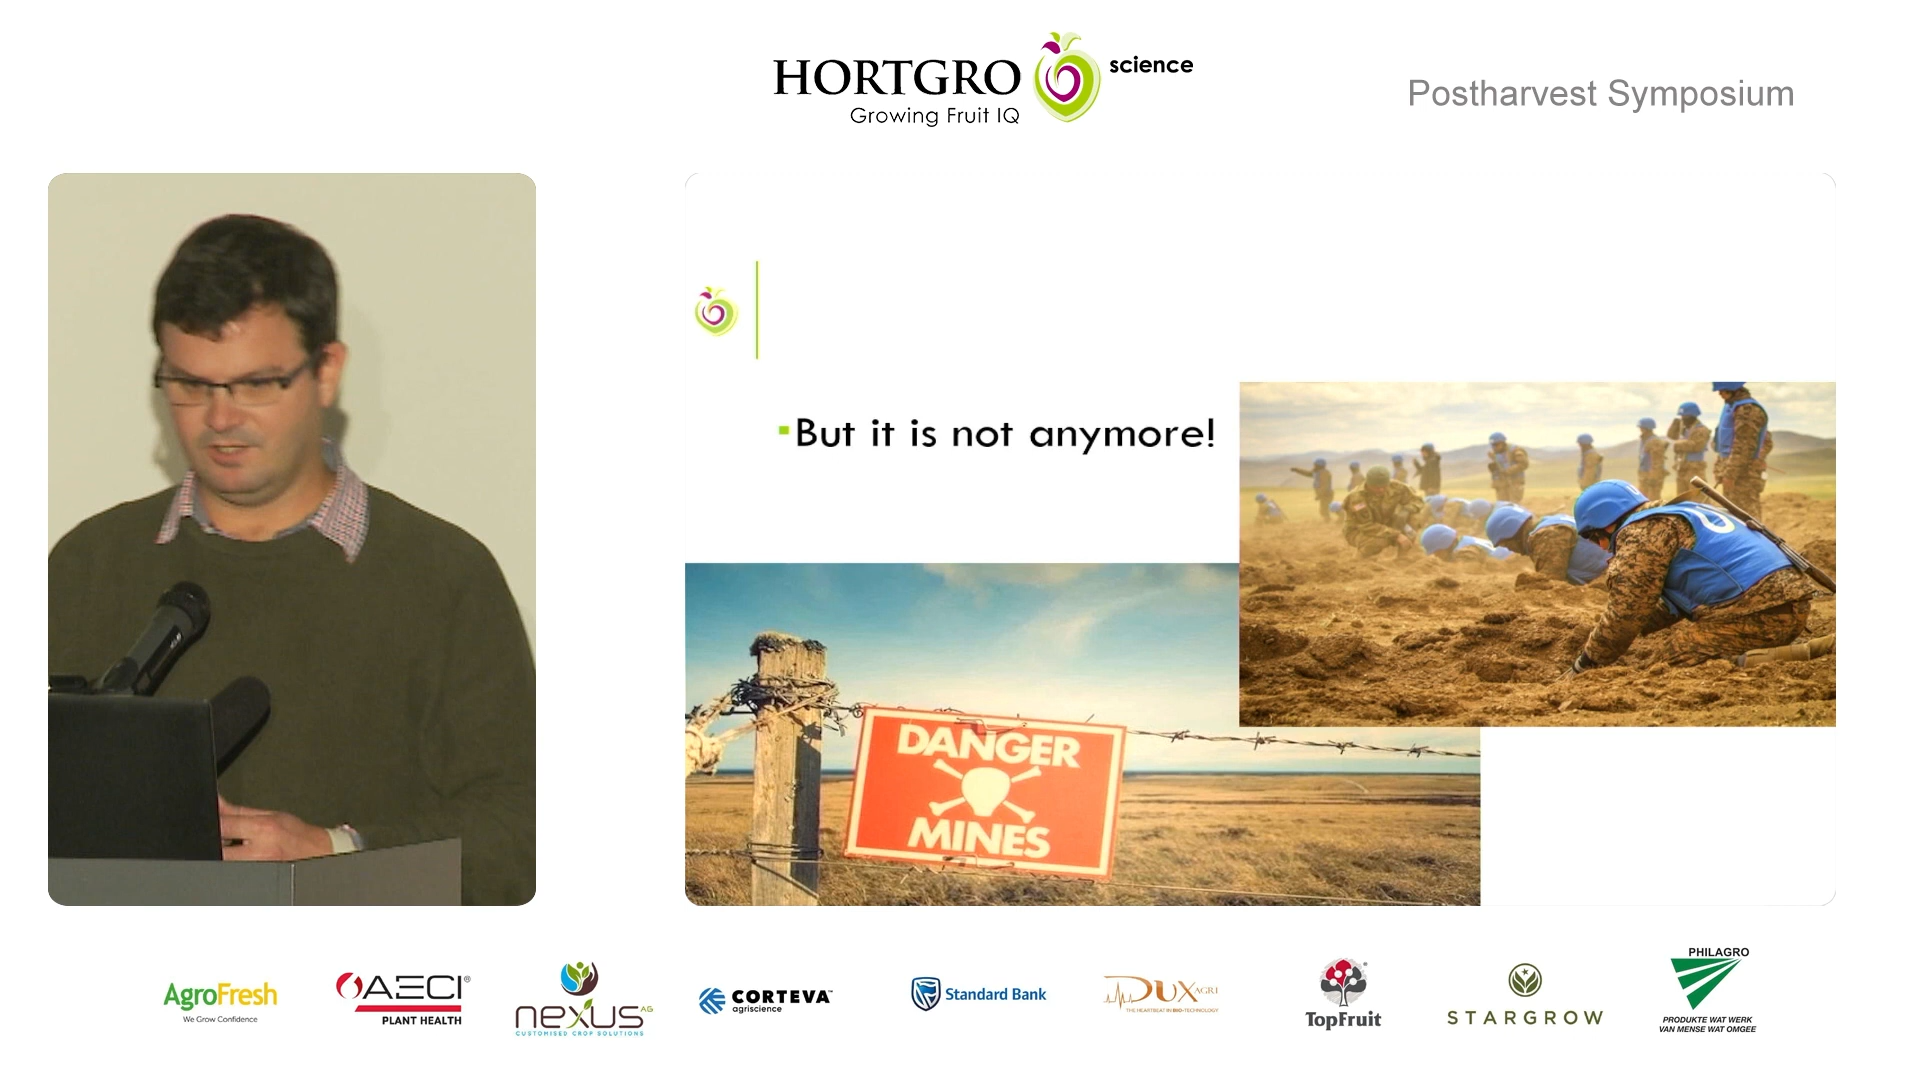 HORTGRO science
Growing Fruit IQ
Postharvest Symposium
But it is not anymore!
DANGER
MINES
AgroFresh
We Grow Confidence
AECI®
PLANT HEALTH
nexus AG
CUSTOMISED CROP SOLUTIONS
CORTEVA™
agriscience
Standard Bank
DUX AGRI
THE HEARTBEAT IN BIO-TECHNOLOGY
TopFruit
STARGROW
PHILAGRO
PRODUKTE WAT WERK
VAN MENSE WAT OMGEE